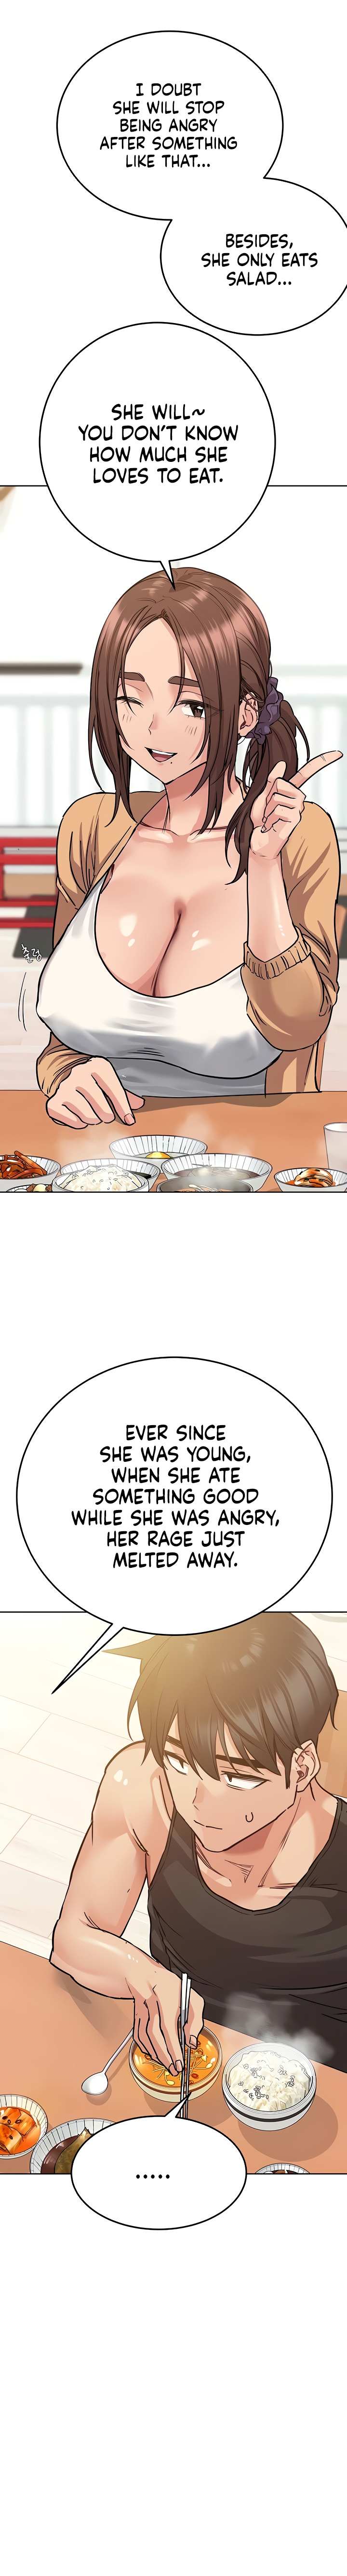 I DOUBT
SHE WILL STOP
BEING ANGRY
AFTER SOMETHING
LIKE THAT...
BESIDES,
SHE ONLY EATS
SALAD...
SHE WILL~
YOU DON'T KNOW
HOW MUCH SHE
LOVES TO EAT.
출렁
EVER SINCE
SHE WAS YOUNG,
WHEN SHE ATE
SOMETHING GOOD
WHILE SHE WAS ANGRY,
HER RAGE JUST
MELTED AWAY.
.....